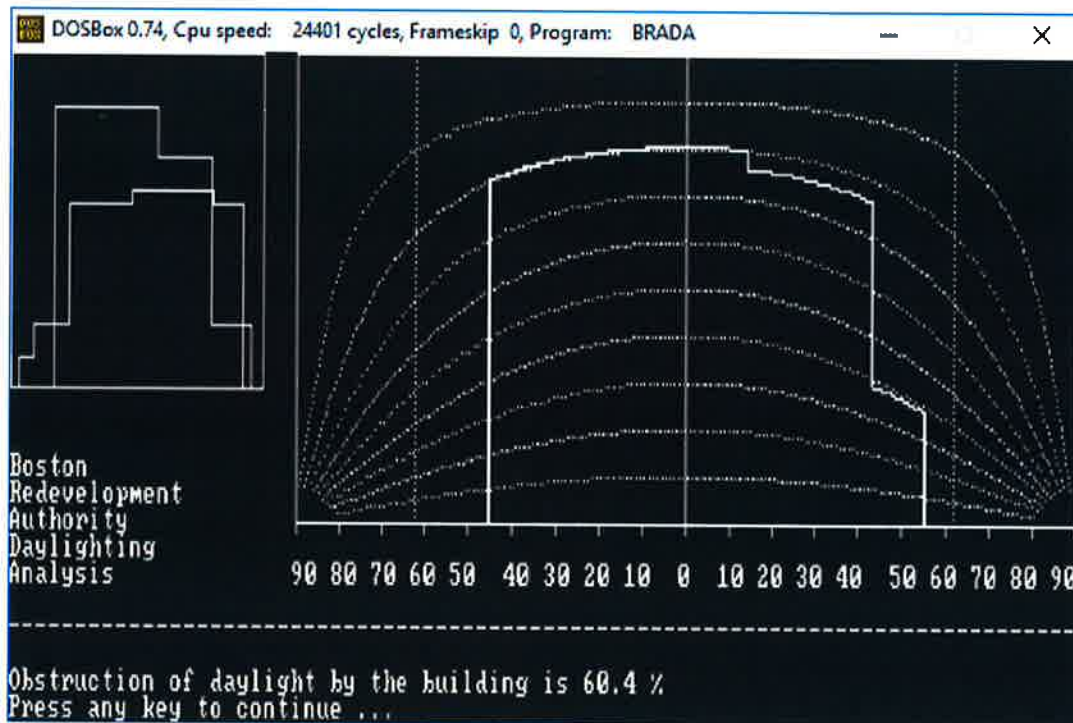 DOSBox 0.74, Cpu speed: 24401 cycles, Frameskip 0, Program: BRADA
Boston
Redevelopment
Authority
Daylighting
Analysis
90 80 70 60 50 40 30 20 10 0 10 20 30 40 50 60 70 80 90
Obstruction of daylight by the building is 60.4 %
Press any key to continue ...